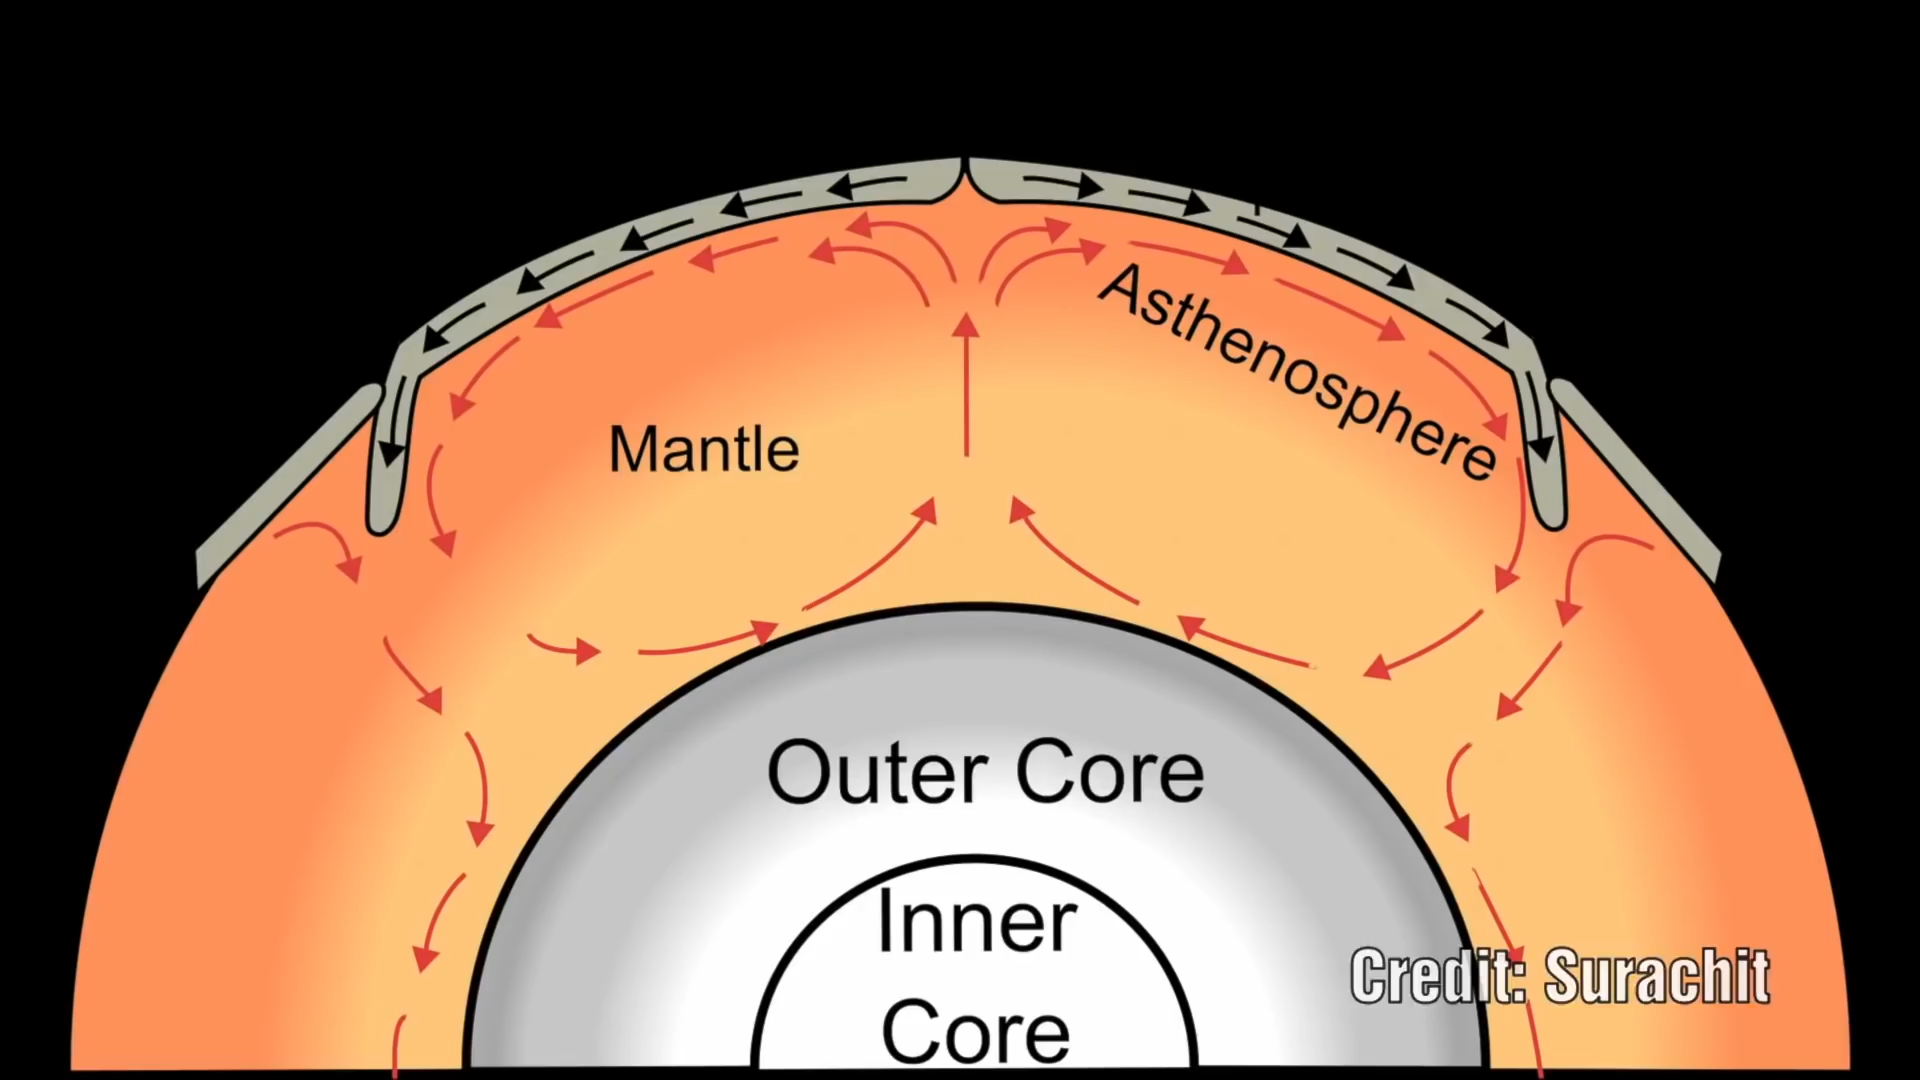 Asthenosphere
Mantle
Outer Core
Inner
Core
Credit: Surachit